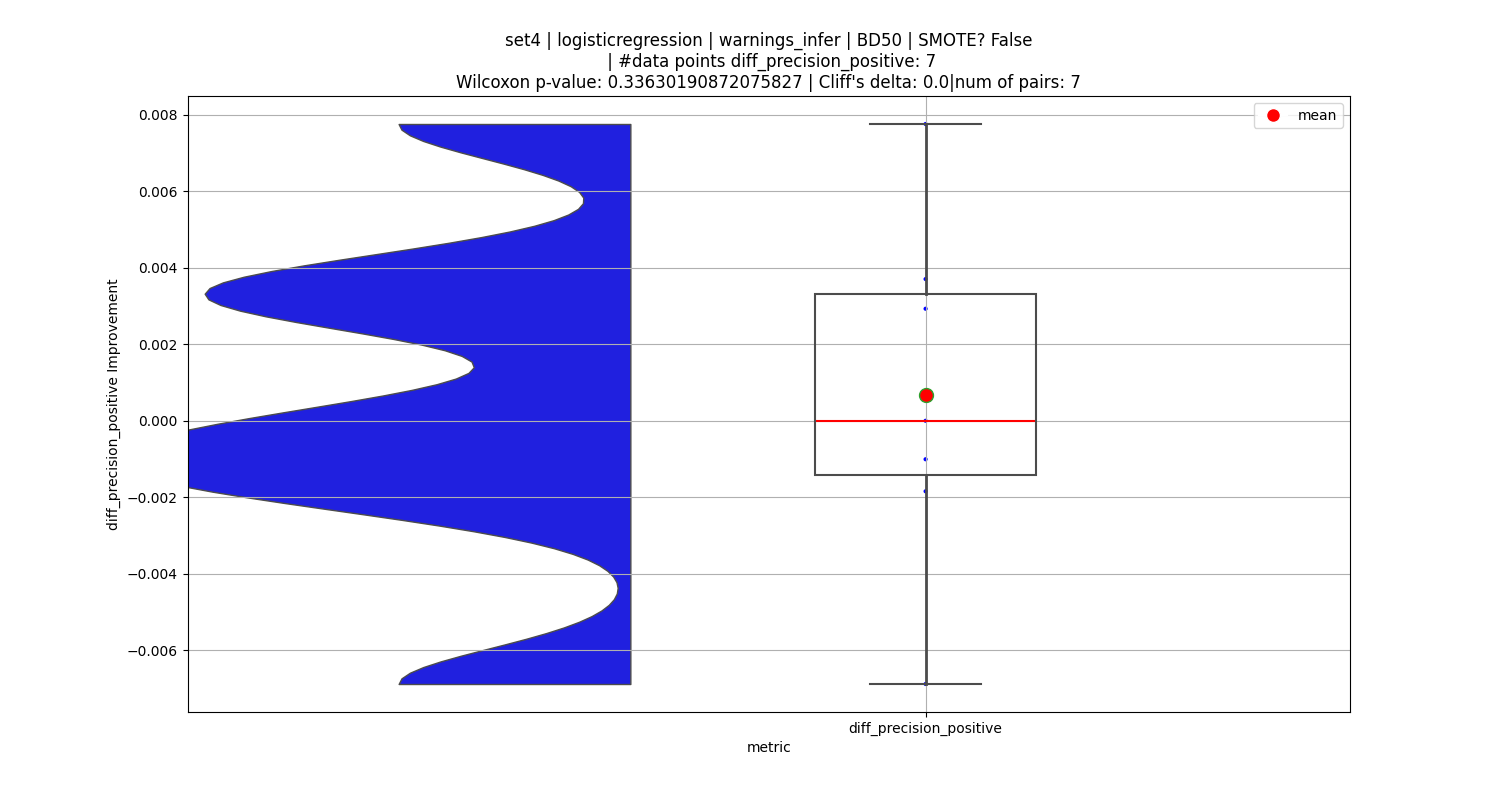 set4 | logisticregression | warnings_infer | BD50 | SMOTE? False
| #data points diff_precision_positive: 7
Wilcoxon p-value: 0.33630190872075827 | Cliff's delta: 0.0|num of pairs: 7
mean
0.008
0.006
0.004
0.002
0.000
−0.002
−0.004
−0.006
diff_precision_positive Improvement
diff_precision_positive
metric